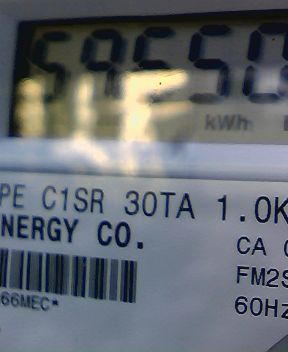 59550
kWh
PE C1SR 30TA 1.0K
NERGY CO.
CA
FM2S
66MEC*
60Hz